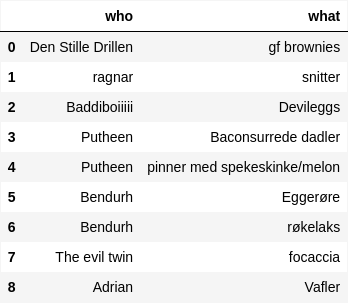 who what
0 Den Stille Drillen gf brownies
1 ragnar snitter
2 Baddiboiiiii Devileggs
3 Putheen Baconsurrede dadler
4 Putheen pinner med spekeskinke/melon
5 Bendurh Eggerøre
6 Bendurh røkelaks
7 The evil twin focaccia
8 Adrian Vafler